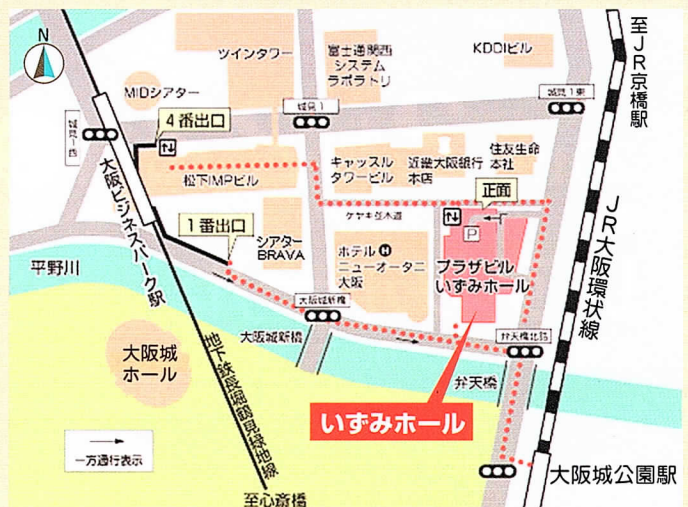 N
ツインタワー
富士通関西
システム
ラボラトリ
KDDIビル
至JR京橋駅
MIDシアター
城見1
城見1東
4番出口
城見1西
松下IMPビル
キャッスル
タワービル
近畿大阪銀行
本店
住友生命
本社
正面
ケヤキ並木道
大阪ビジネスパーク駅
1番出口
シアター
BRAVA
ホテル H
ニューオータニ
大阪
P
プラザビル
いずみホール
JR大阪環状線
平野川
大阪城新橋
大阪城新橋
弁天橋北詰
大阪城
ホール
地下鉄長堀鶴見緑地線
弁天橋
いずみホール
一方通行表示
大阪城公園駅
至心斎橋